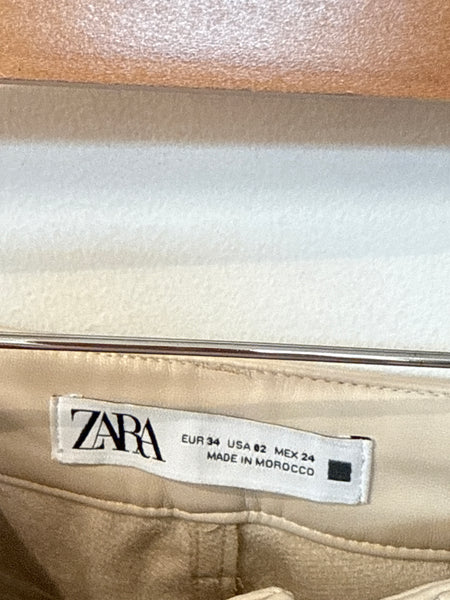 ZARA
EUR 34 USA 02 MEX 24
MADE IN MOROCCO